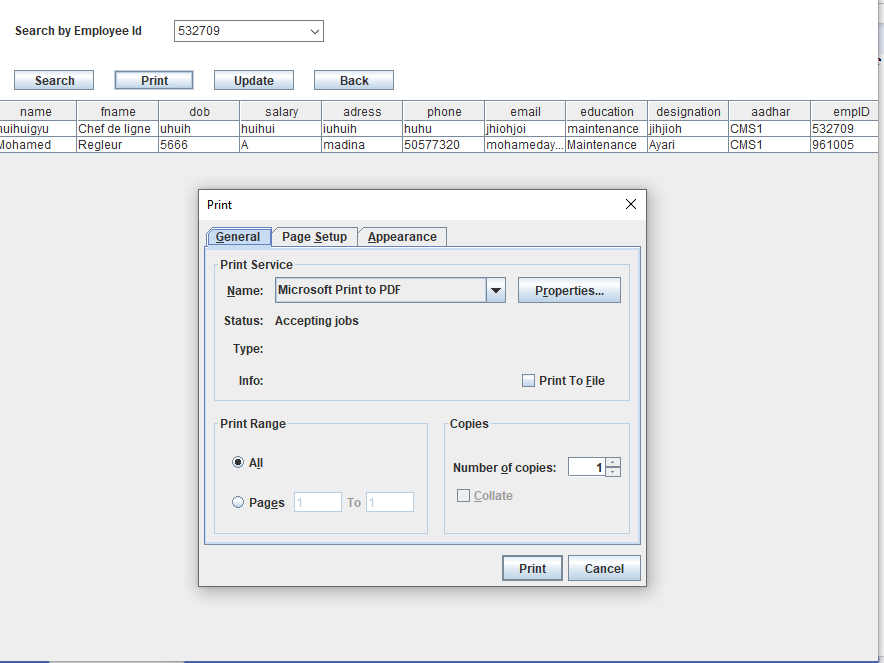 Search by Employee Id 532709
Search Print Update Back
name fname dob salary adress phone email education designation aadhar empID
huihuigyu Chef de ligne uhuih huihui iuhuih huhu jhiohjoi maintenance jihjioh CMS1 532709
Mohamed Regleur 5666 A madina 50577320 mohameday... Maintenance Ayari CMS1 961005
Print
General Page Setup Appearance
Print Service
Name: Microsoft Print to PDF Properties...
Status: Accepting jobs
Type:
Info: Print To File
Print Range Copies
All
Number of copies: 1
Pages 1 To 1
Collate
Print Cancel